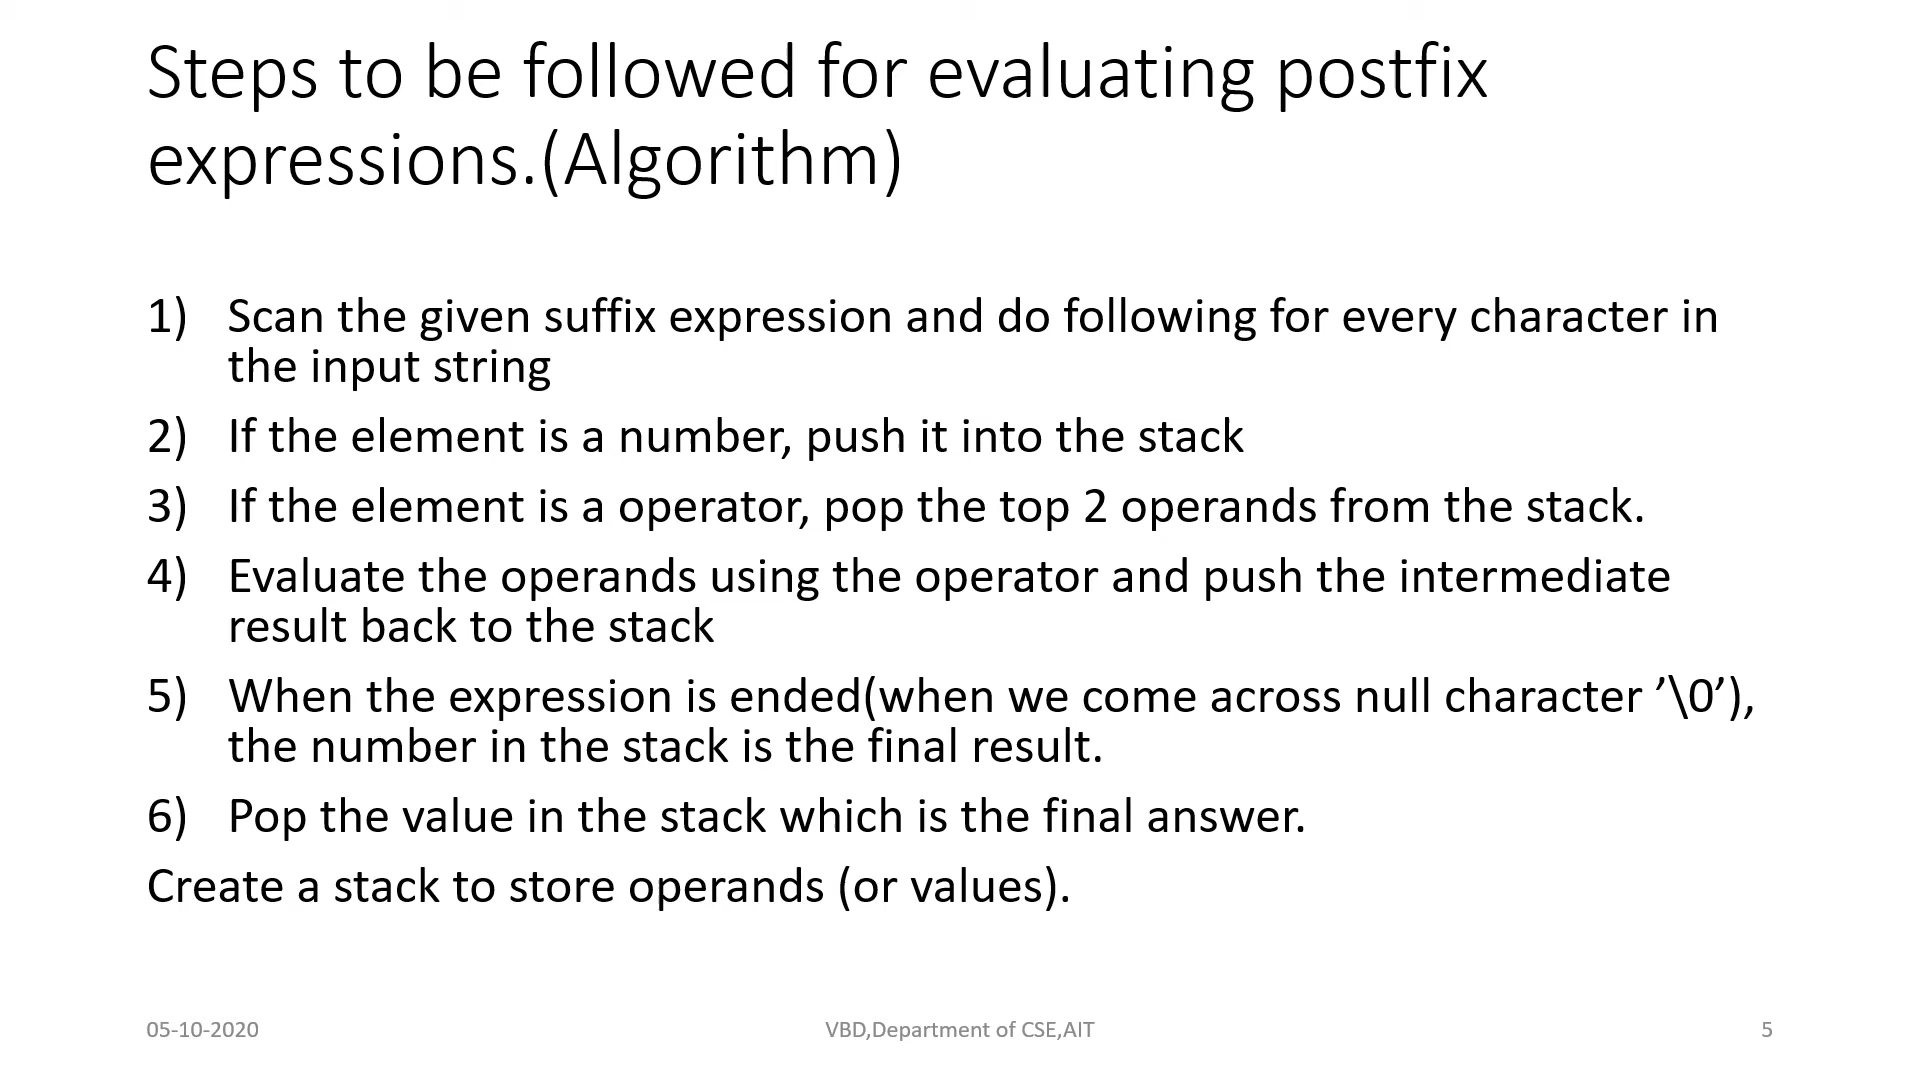 Steps to be followed for evaluating postfix
expressions.(Algorithm)
1) Scan the given suffix expression and do following for every character in
the input string
2) If the element is a number, push it into the stack
3) If the element is a operator, pop the top 2 operands from the stack.
4) Evaluate the operands using the operator and push the intermediate
result back to the stack
5) When the expression is ended(when we come across null character ’\0’),
the number in the stack is the final result.
6) Pop the value in the stack which is the final answer.
Create a stack to store operands (or values).
05-10-2020 VBD,Department of CSE,AIT 5